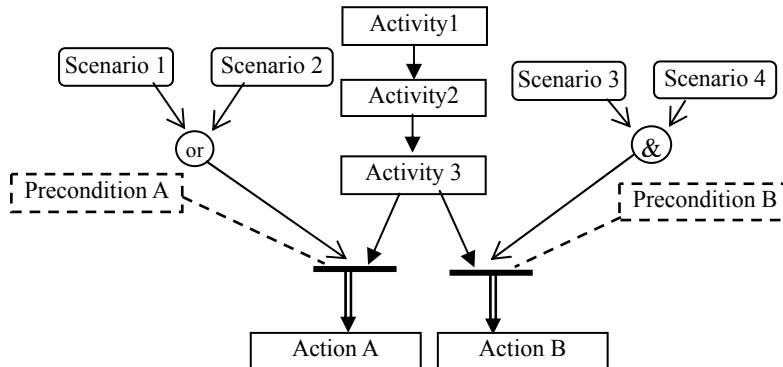 Activity1
Scenario 1
Scenario 2
Scenario 3
Scenario 4
Activity2
or
&
Activity 3
Precondition A
Precondition B
Action A
Action B